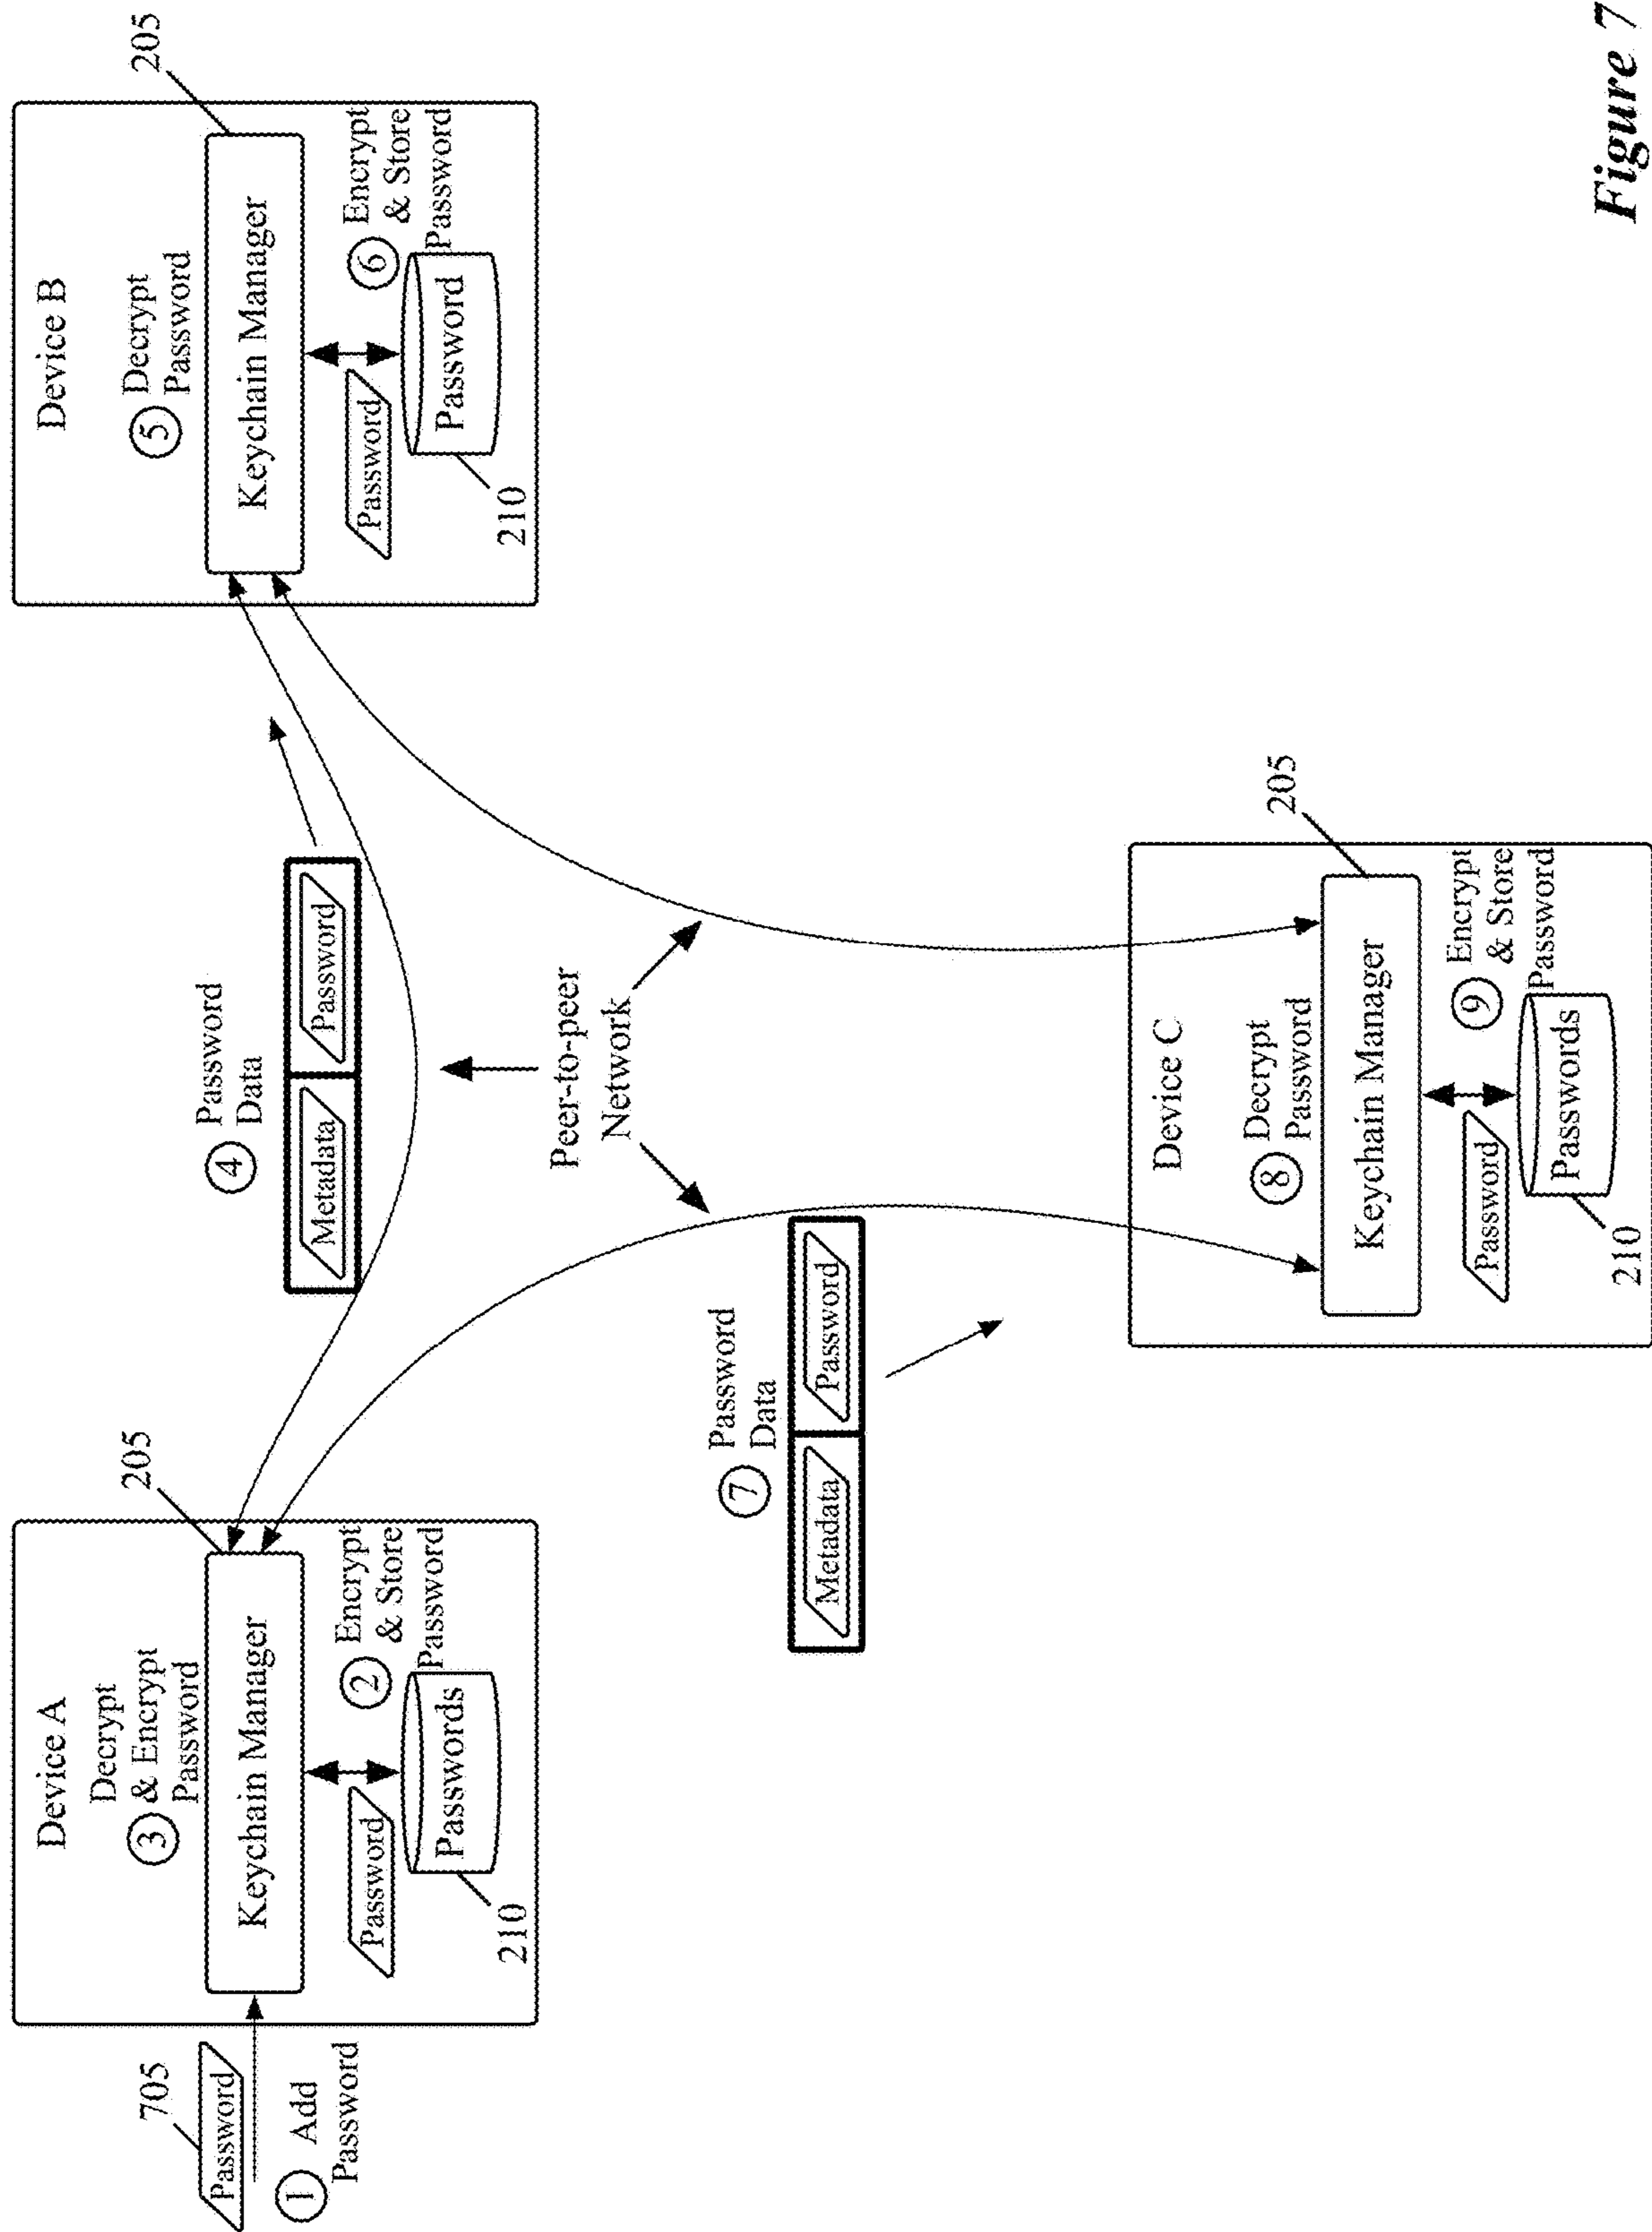 705
Password
1 Add
Password
Device A
Decrypt
3 & Encrypt
Password
205
Keychain Manager
Password
2 Encrypt
& Store
Password
Passwords
210
4 Password
Data
Metadata
Password
Device B
5 Decrypt
Password
205
Keychain Manager
Password
6 Encrypt
& Store
Password
Password
210
Peer-to-peer
Network
7 Password
Data
Metadata
Password
Device C
8 Decrypt
Password
205
Keychain Manager
Password
9 Encrypt
& Store
Password
Passwords
210
Figure 7